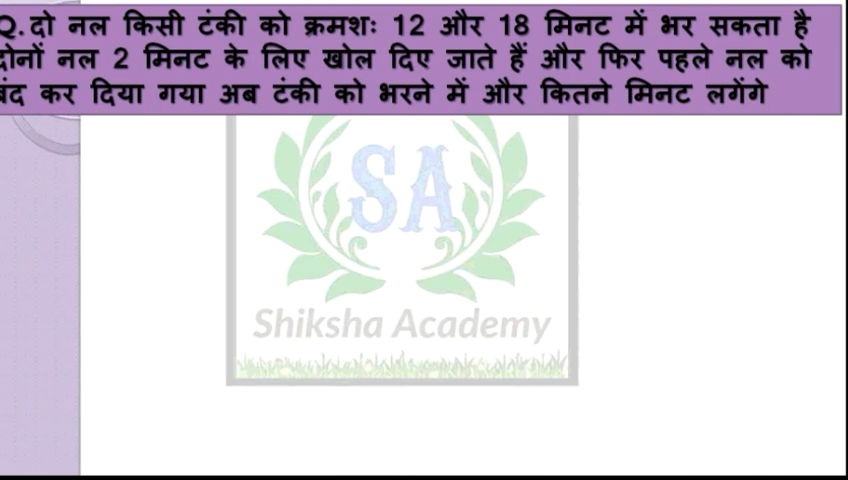 Q. दो नल किसी टंकी को क्रमशः 12 और 18 मिनट में भर सकता है
दोनों नल 2 मिनट के लिए खोल दिए जाते हैं और फिर पहले नल को
बंद कर दिया गया अब टंकी को भरने में और कितने मिनट लगेंगे
SA
Shiksha Academy